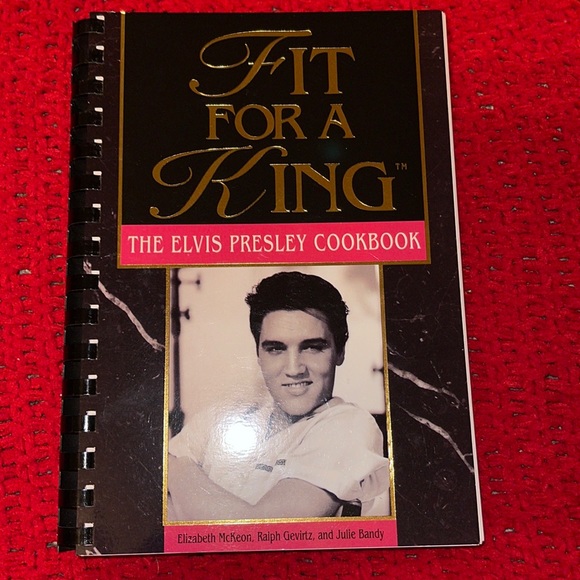 FIT
FOR A
KING™
THE ELVIS PRESLEY COOKBOOK
Elizabeth McKeon, Ralph Gevirtz, and Julie Bandy